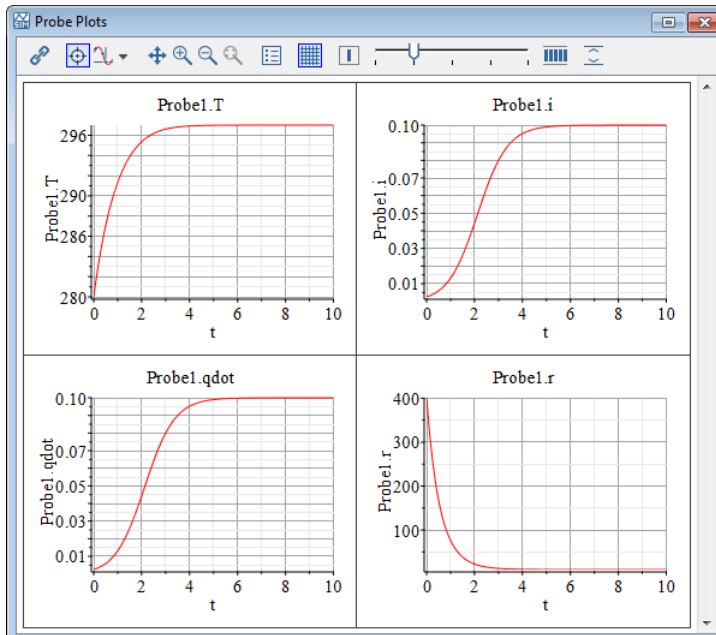 Probe Plots
SIM
Probe1.T
296
290
286
280
Probe1.T
0 2 4 6 8 10
t
Probe1.i
0.10
0.07
0.05
0.03
0.01
Probe1.i
0 2 4 6 8 10
t
Probe1.qdot
0.10
0.07
0.05
0.03
0.01
Probe1.qdot
0 2 4 6 8 10
t
Probe1.r
400
300
200
100
Probe1.r
0 2 4 6 8 10
t